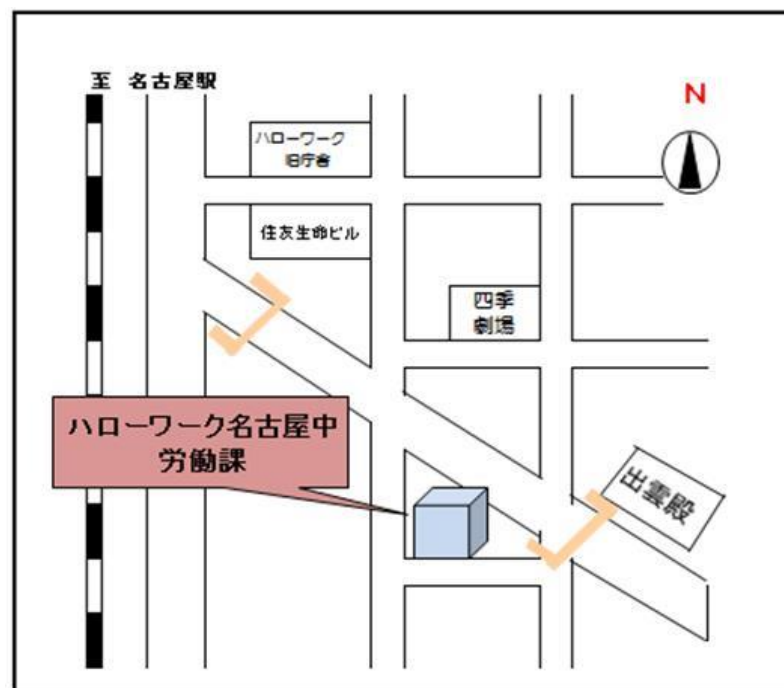 至 名古屋駅
N
ハローワーク
旧庁舎
住友生命ビル
四季
劇場
ハローワーク名古屋中
労働課
出雲殿